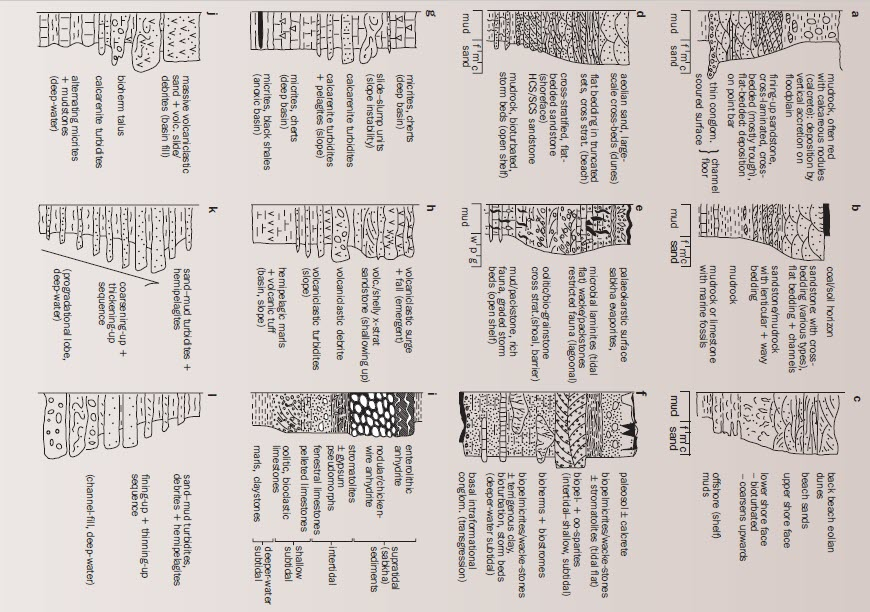 a
mudrock, often red
with cataneous nodules
(calcrete): deposition by
vertical accretion on
floodplain
fining-up sandstone,
cross-laminated, cross-
bedded (mostly trough),
flat-bedded: deposition
on point bar
thin conglom.
scoured surface
channel
floor
mud
f m c
sand
b
coal/soil horizon
sandstone: with cross-
bedding (various types),
flat bedding + channels
sandstone/mudrock
with lenticular + wavy
bedding
mudrock
mudrock or limestone
with marine fossils
mud
f m c
sand
c
back beach eolian
dunes
beach sands
upper shore face
lower shore face
– bioturbated
– coarsens upwards
offshore (shelf)
muds
mud
f m c
sand
d
aeolian sand, large-
scale cross-beds (dunes)
flat bedding in truncated
sets, cross strat. (beach)
cross-stratified, flat-
bedded sandstone
(shoreface)
HCS/SCS sandstone
mudrock, bioturbated,
storm beds (open shelf)
mud
f m c
sand
e
palaeokarstic surface
sabkha evaporites,
microbial laminites (tidal
flat) wacke/packstones
restricted fauna (lagoonal)
oolitic/bio-grainstone
cross strat.(shoal, barrier)
mud/packstone, rich
fauna, graded storm
beds (open shelf)
mud
w p g
f
paleosol ± calcrete
biopelmicrites/wacke-stones
± stromatolites (tidal flat)
biopel- + oo-sparites
(intertidal–shallow, subtidal)
bioherms + biostromes
biopelmicrites/wacke-stones
± terrigenous clay,
bioturbation, storm beds
(deeper-water subtidal)
basal intraformational
conglom. (transgression)
g
micrites, cherts
(deep basin)
slide-slump units
(slope instability)
calcarenite turbidites
calcarenite turbidites
+ pelagites (slope)
micrites, cherts
(deep basin)
micrites, black shales
(anoxic basin)
h
volcaniclastic surge
+ fall (emergent)
volc./shelly x-strat
sandstone (shallowing up)
volcaniclastic debrite
volcaniclastic turbidites
(slope)
hemipelagic marls
+ volcanic tuff
(basin, slope)
i
enterolithic
anhydrite
nodular/chicken-
wire anhydrite
stromatolites
± gypsum
pseudomorphs
fenestral limestones
pelleted limestones
oolitic, bioclastic
limestones
marls, claystones
supratidal
(sabkha)
sediments
intertidal
shallow
subtidal
deeper-water
subtidal
j
massive volcaniclastic
sand + volc. slide/
debrites (basin fill)
bioherm talus
calcarenite turbidites
alternating micrites
+ mudstones
(deep-water)
k
sand–mud turbidites +
hemipelagites
coarsening-up +
thickening-up
sequence
(progradational lobe,
deep-water)
l
sand–mud turbidites,
debrites + hemipelagites
fining-up + thinning-up
sequence
(channel-fill, deep-water)